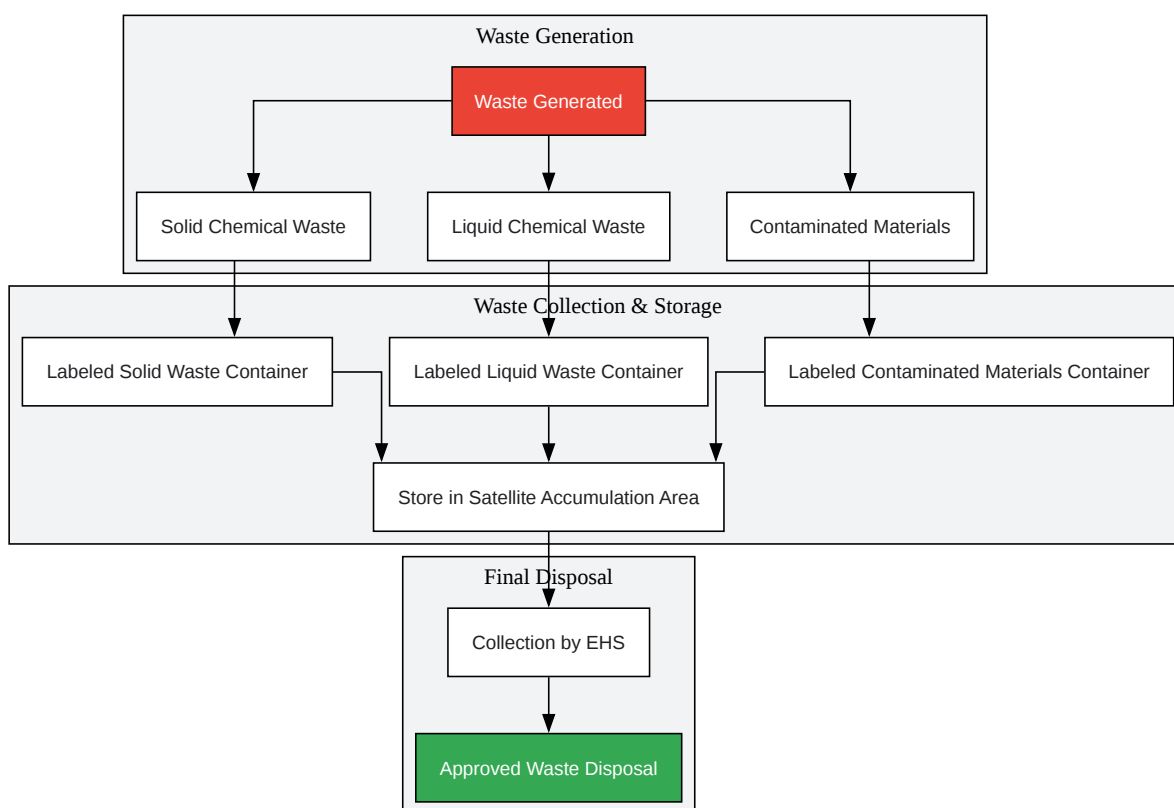 Waste Generation
Waste Generated
Solid Chemical Waste
Liquid Chemical Waste
Contaminated Materials
Waste Collection & Storage
Labeled Solid Waste Container
Labeled Liquid Waste Container
Labeled Contaminated Materials Container
Store in Satellite Accumulation Area
Final Disposal
Collection by EHS
Approved Waste Disposal